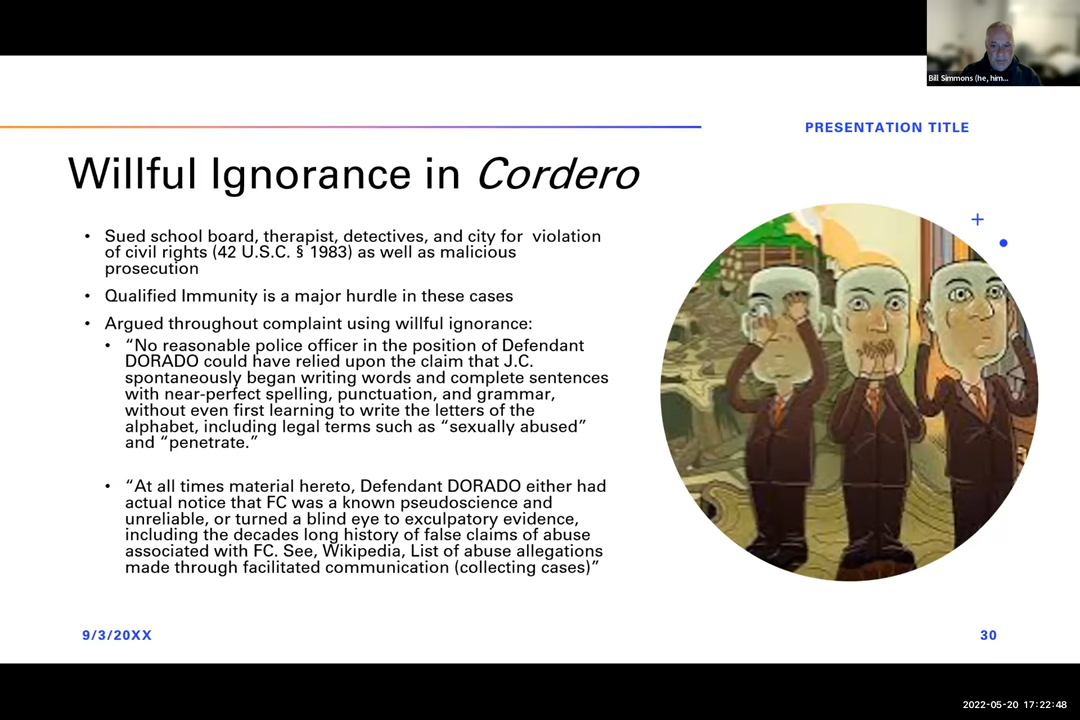 Bill Simmons (he, him...
PRESENTATION TITLE
Willful Ignorance in Cordero
• Sued school board, therapist, detectives, and city for violation
of civil rights (42 U.S.C. § 1983) as well as malicious
prosecution
• Qualified Immunity is a major hurdle in these cases
• Argued throughout complaint using willful ignorance:
• “No reasonable police officer in the position of Defendant
DORADO could have relied upon the claim that J.C.
spontaneously began writing words and complete sentences
with near-perfect spelling, punctuation, and grammar,
without even first learning to write the letters of the
alphabet, including legal terms such as “sexually abused”
and “penetrate.”
• “At all times material hereto, Defendant DORADO either had
actual notice that FC was a known pseudoscience and
unreliable, or turned a blind eye to exculpatory evidence,
including the decades long history of false claims of abuse
associated with FC. See, Wikipedia, List of abuse allegations
made through facilitated communication (collecting cases)”
9/3/20XX
30
2022-05-20 17:22:48